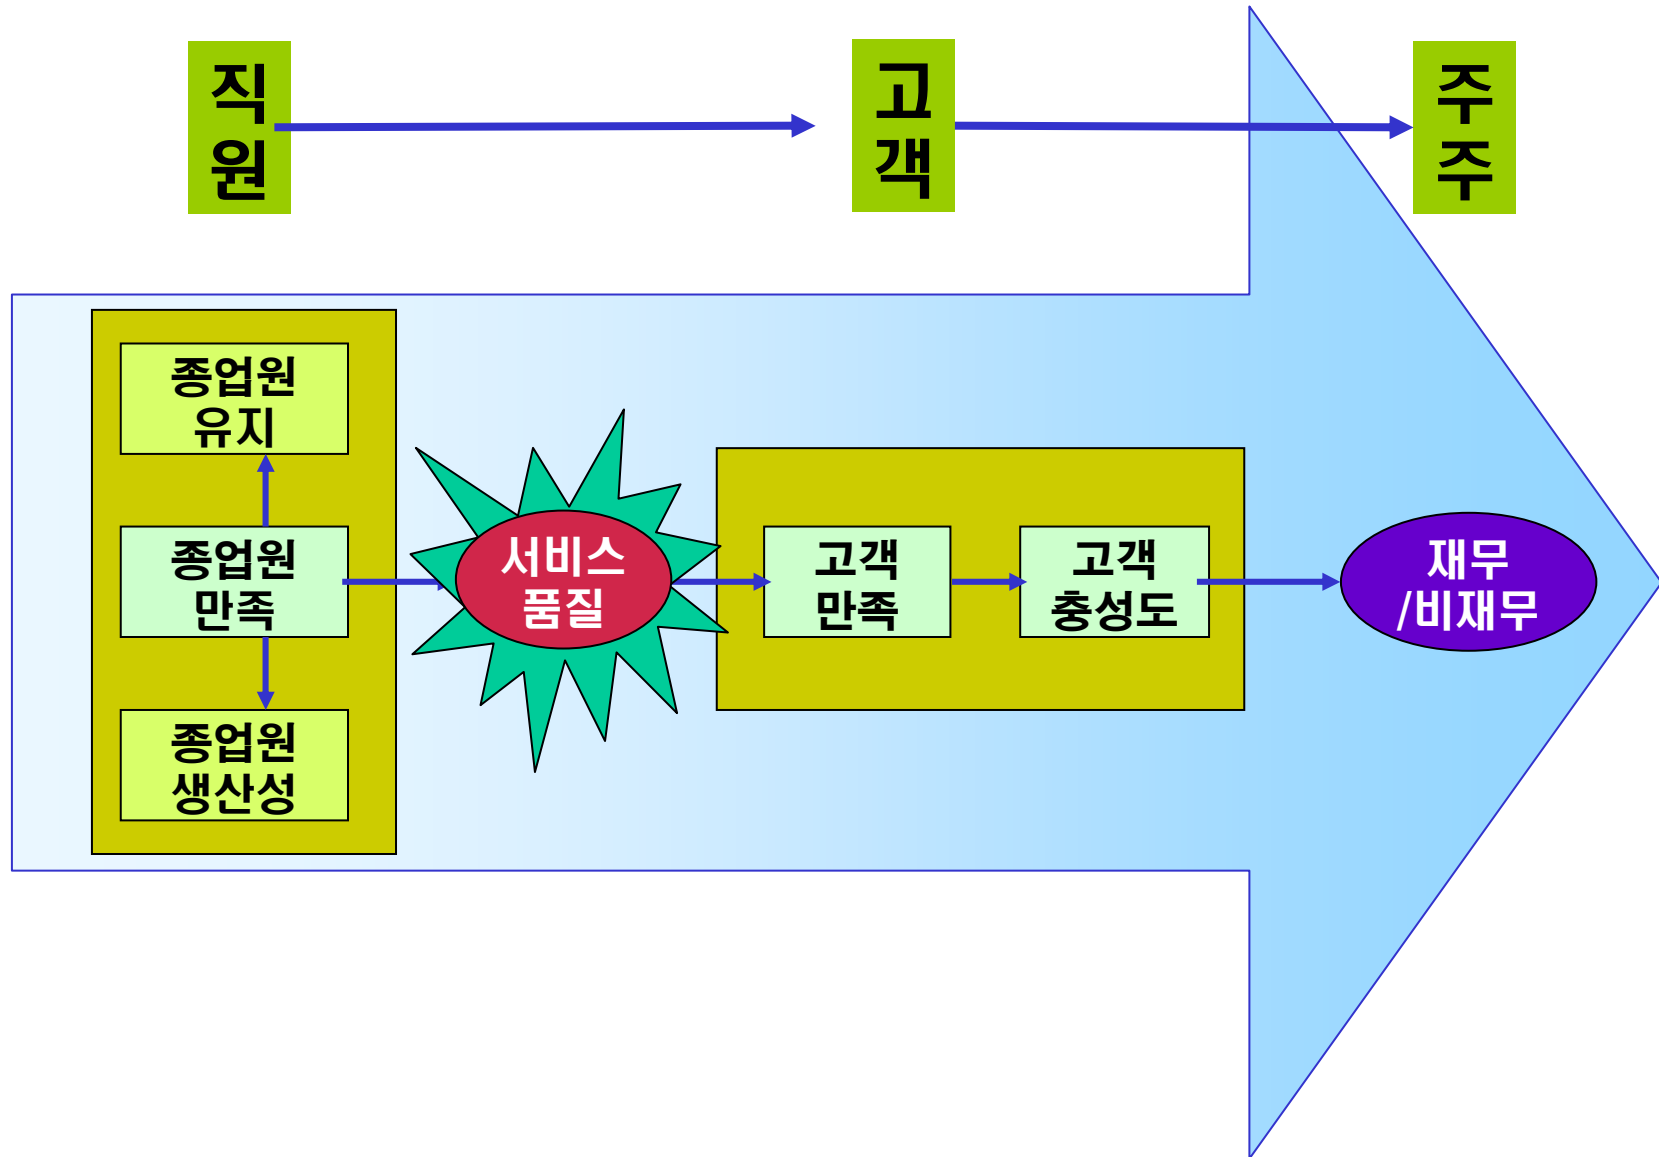 직
원
고
객
주
주
종업원
유지
종업원
만족
종업원
생산성
서비스
품질
고객
만족
고객
충성도
재무
/비재무